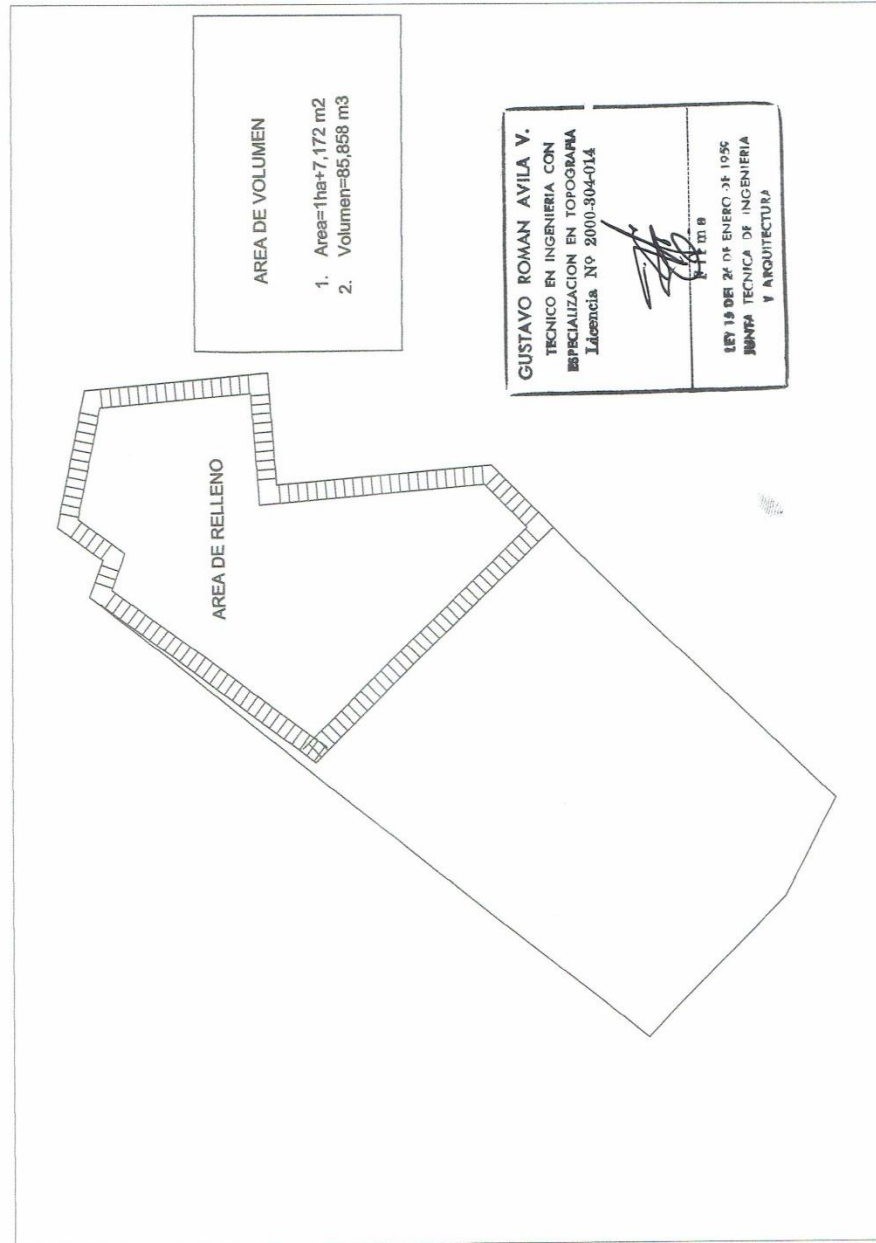 AREA DE VOLUMEN
1. Area=1ha+7,172 m2
2. Volumen=85,858 m3
AREA DE RELLENO
GUSTAVO ROMAN AVILA V.
TECNICO EN INGENIERIA CON
ESPECIALIZACION EN TOPOGRAFIA
Licencia Nº 2000-304-014
Firma
LEY 15 DEL 26 DE ENERO DE 1959
JUNTA TECNICA DE INGENIERIA
Y ARQUITECTURA